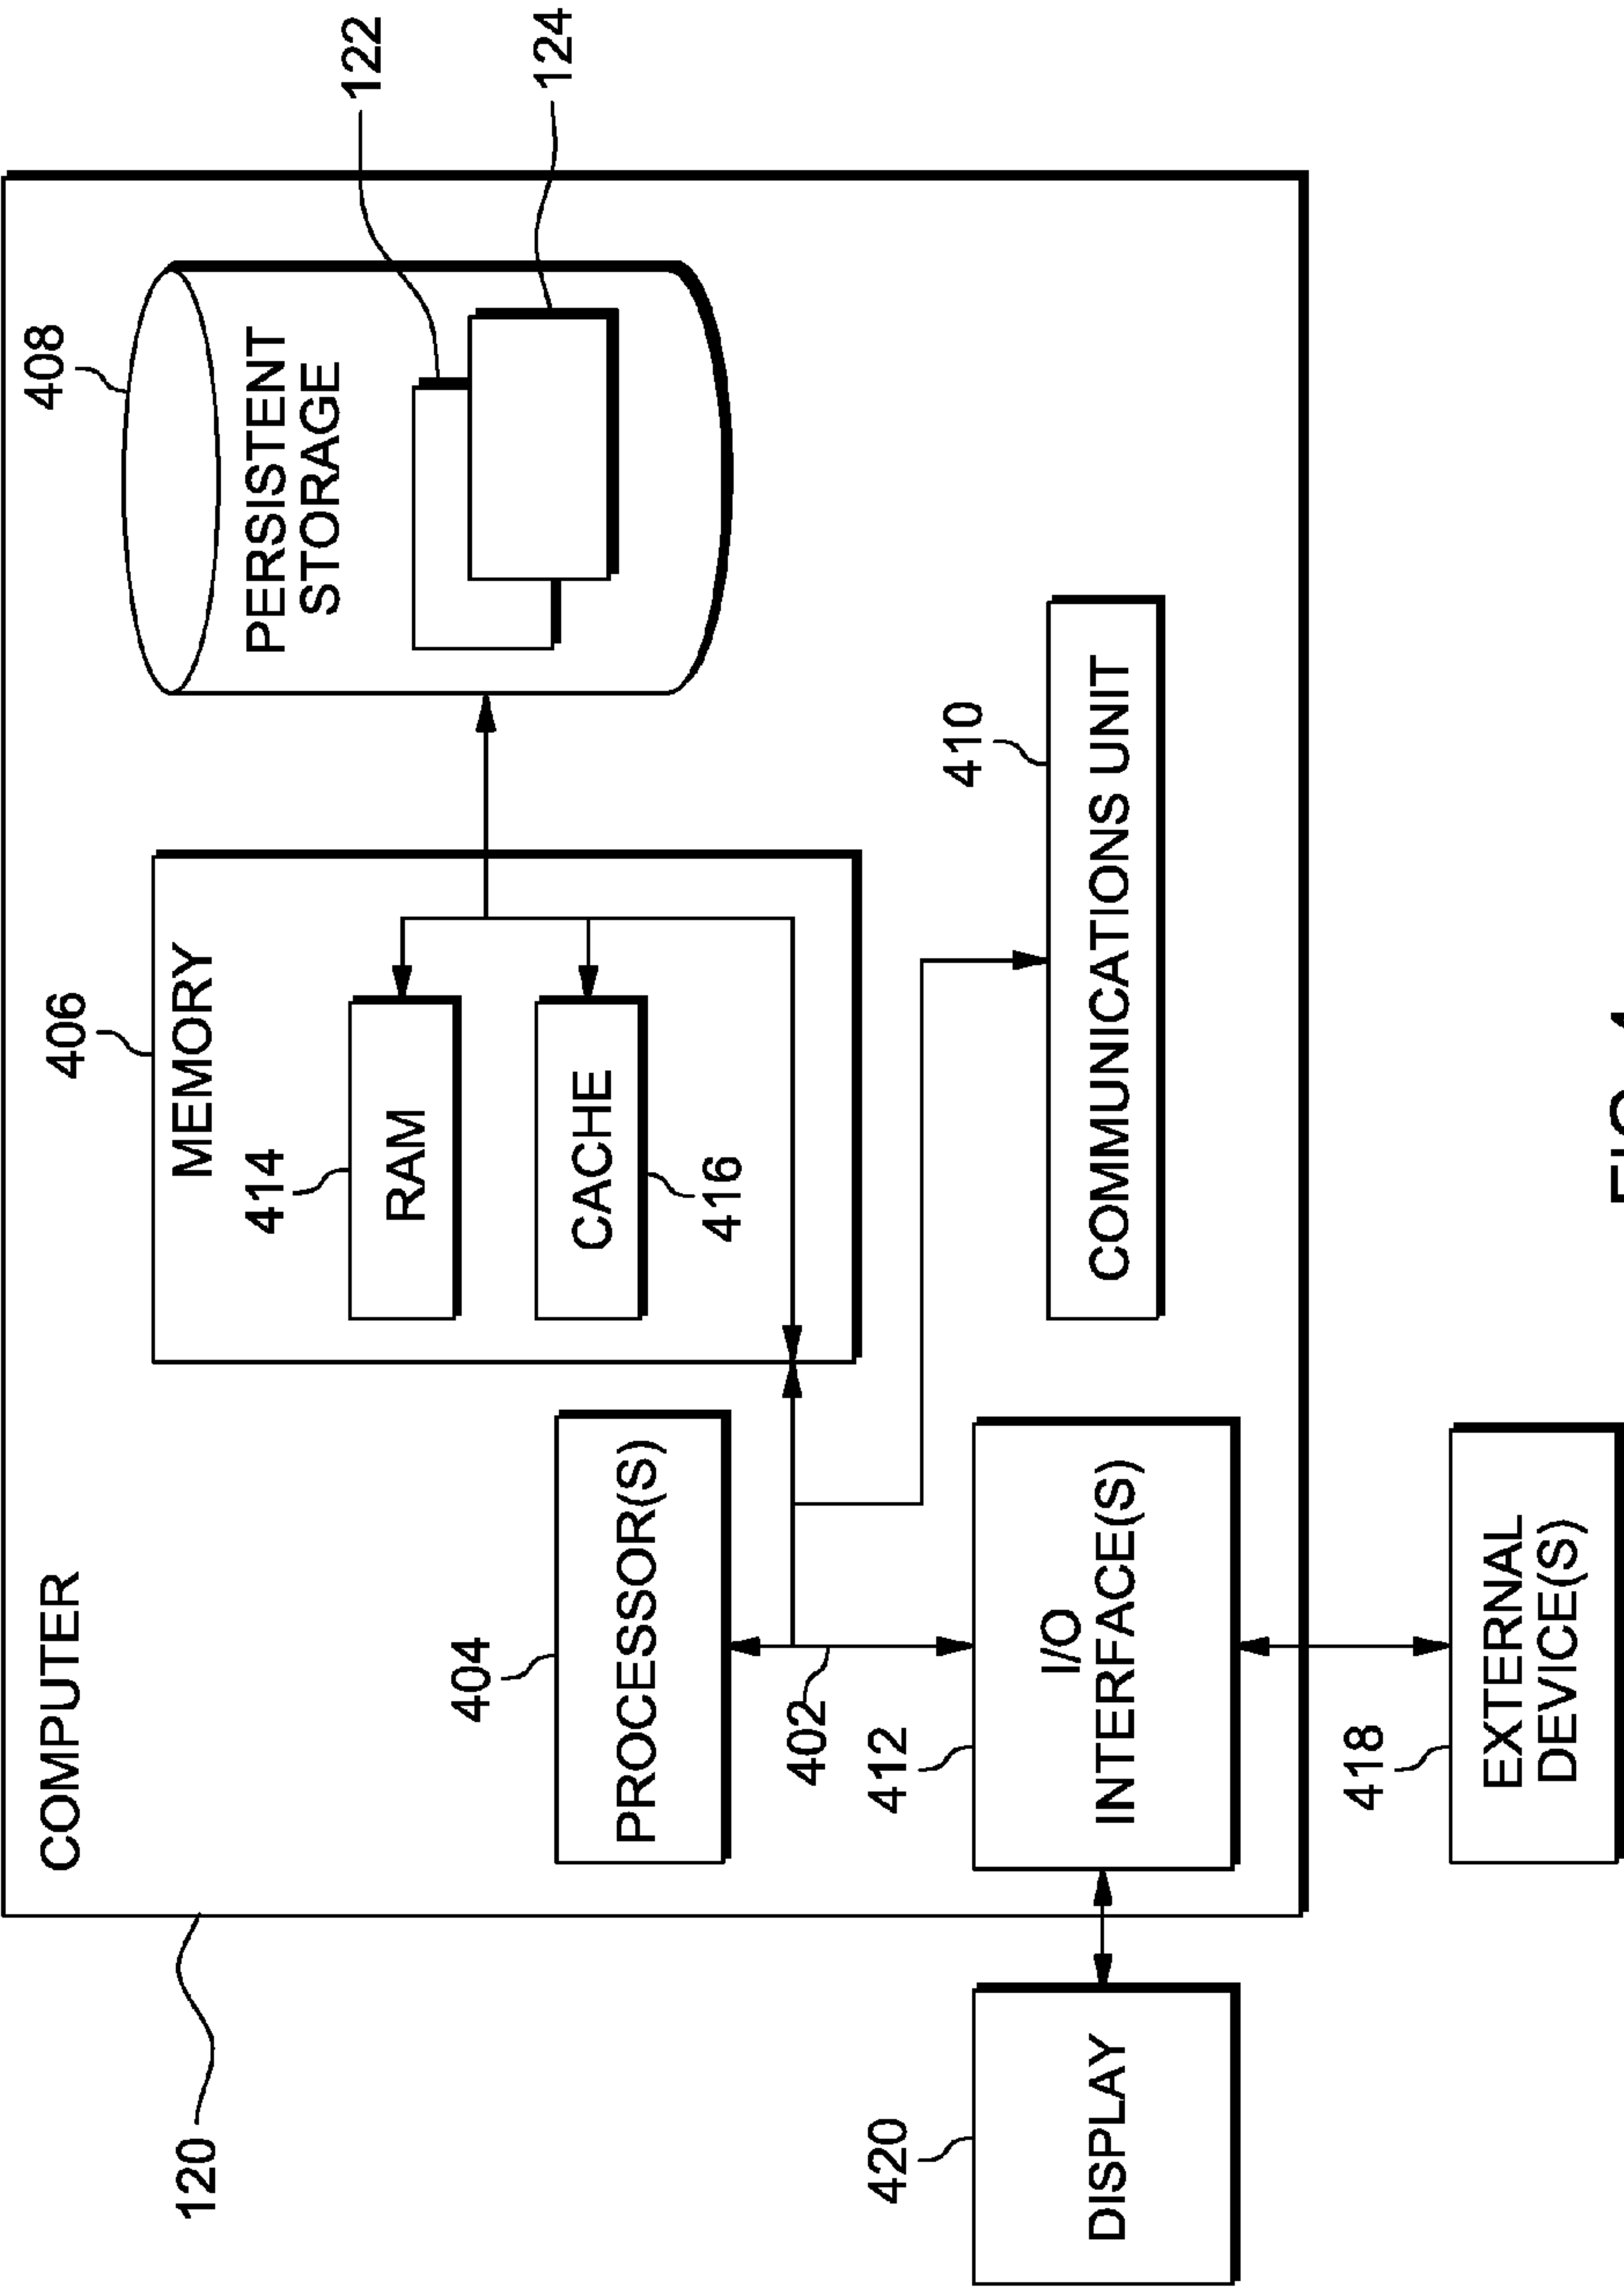 120
COMPUTER
406
408
MEMORY
PERSISTENT
STORAGE
414
RAM
CACHE
416
122
124
404
PROCESSOR(S)
402
412
I/O
INTERFACE(S)
410
COMMUNICATIONS UNIT
420
DISPLAY
418
EXTERNAL
DEVICE(S)